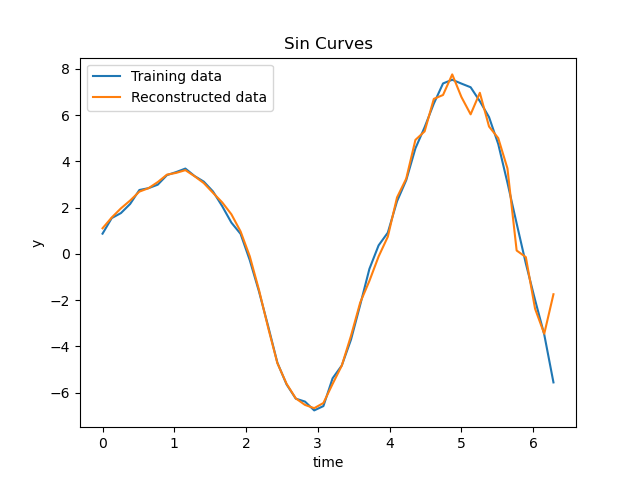 Sin Curves
Training data
Reconstructed data
8
6
4
2
0
−2
−4
−6
y
0 1 2 3 4 5 6
time